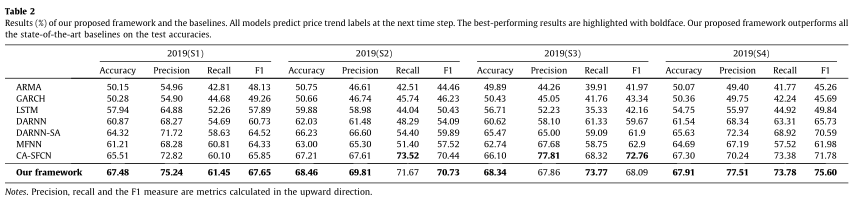 Table 2
Results (%) of our proposed framework and the baselines. All models predict price trend labels at the next time step. The best-performing results are highlighted with boldface. Our proposed framework outperforms all
the state-of-the-art baselines on the test accuracies.
2019(S1) 2019(S2) 2019(S3) 2019(S4)
Accuracy Precision Recall F1 Accuracy Precision Recall F1 Accuracy Precision Recall F1 Accuracy Precision Recall F1
ARMA 50.15 54.96 42.81 48.13 50.75 46.61 42.51 44.46 49.89 44.26 39.91 41.97 50.07 49.40 41.77 45.26
GARCH 50.28 54.90 44.68 49.26 50.66 46.74 45.74 46.23 50.43 45.05 41.76 43.34 50.36 49.75 42.24 45.69
LSTM 57.94 64.88 52.26 57.89 59.88 58.98 44.04 50.43 56.71 52.23 35.33 42.16 54.75 55.97 44.92 49.84
DARNN 60.87 68.27 54.69 60.73 62.03 61.48 48.29 54.09 60.62 58.10 61.33 59.67 61.54 68.34 63.31 65.73
DARNN-SA 64.32 71.72 58.63 64.52 66.23 66.60 54.40 59.89 65.47 65.00 59.09 61.9 65.63 72.34 68.92 70.59
MFNN 61.21 68.28 60.81 64.33 63.00 65.30 51.40 57.52 62.74 67.68 58.75 62.9 64.69 67.19 57.52 61.98
CA-SFCN 65.51 72.82 60.10 65.85 67.21 67.61 73.52 70.44 66.10 77.81 68.32 72.76 67.30 70.24 73.38 71.78
Our framework 67.48 75.24 61.45 67.65 68.46 69.81 71.67 70.73 68.34 67.86 73.77 68.09 67.91 77.51 73.78 75.60
Notes. Precision, recall and the F1 measure are metrics calculated in the upward direction.